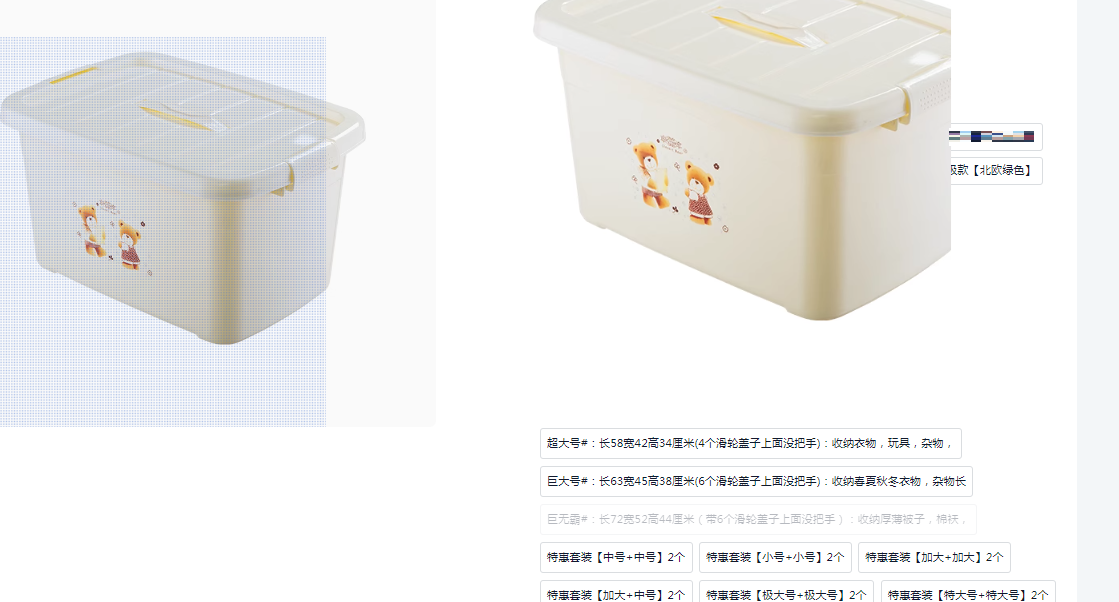 级款【北欧绿色】
超大号#：长58宽42高34厘米(4个滑轮盖子上面没把手)：收纳衣物，玩具，杂物，
巨大号#：长63宽45高38厘米(6个滑轮盖子上面没把手)：收纳春夏秋冬衣物，杂物长
巨无霸#：长72宽52高44厘米（带6个滑轮盖子上面没把手）：收纳厚薄被子，棉袄，
特惠套装【中号+中号】2个 特惠套装【小号+小号】2个 特惠套装【加大+加大】2个
特惠套装【加大+中号】2个 特惠套装【极大号+极大号】2个 特惠套装【特大号+特大号】2个